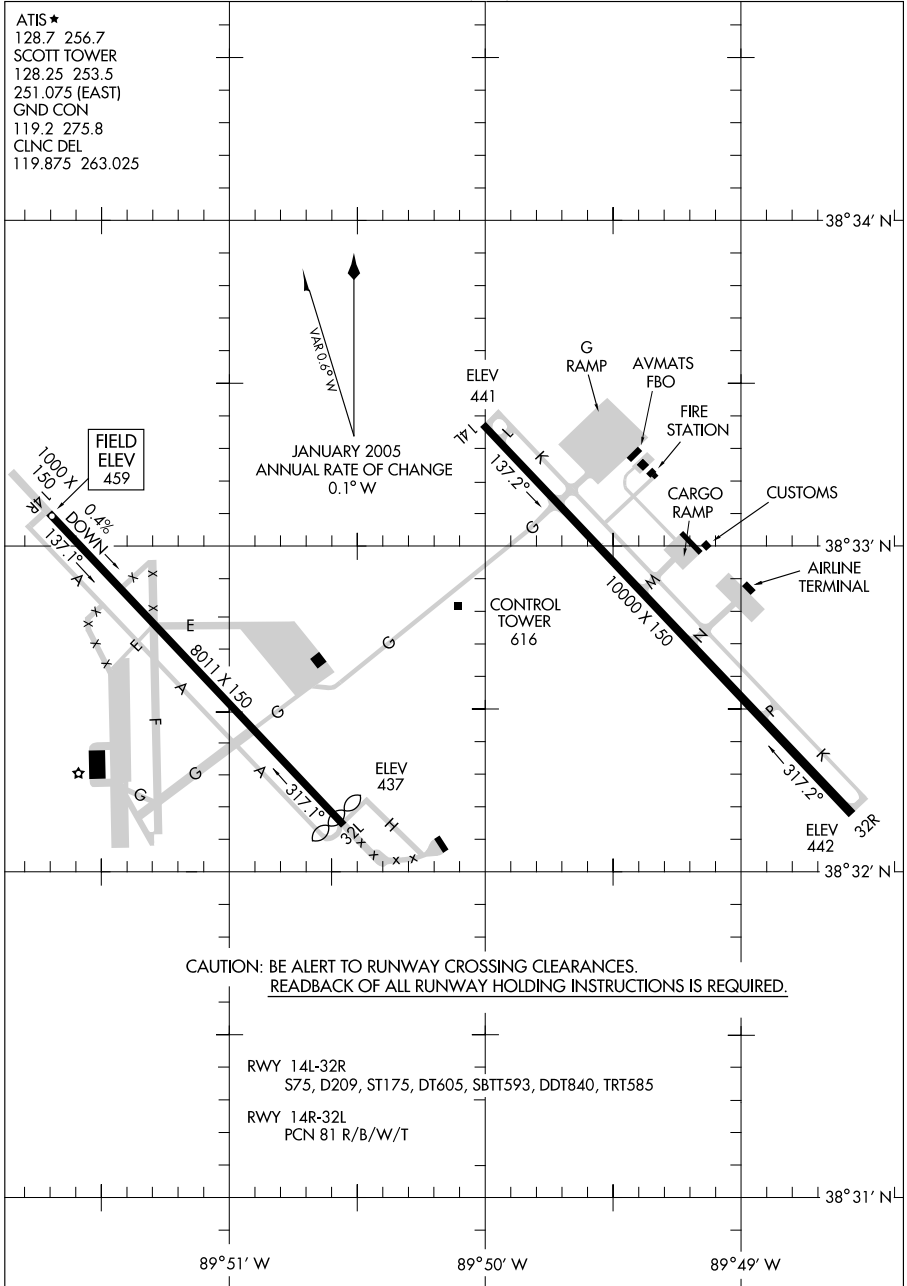 ATIS ★
128.7 256.7
SCOTT TOWER
128.25 253.5
251.075 (EAST)
GND CON
119.2 275.8
CLNC DEL
119.875 263.025
38°34' N
VAR 0.6° W
JANUARY 2005
ANNUAL RATE OF CHANGE
0.1° W
G
RAMP
AVMATS
FBO
FIRE
STATION
ELEV
441
14L
137.2°
L
K
G
CARGO
RAMP
CUSTOMS
AIRLINE
TERMINAL
38°33' N
FIELD
ELEV
459
1000 X
150
14R
0.4%
DOWN
137.1°
A
X
X
X
X
X
X
X
X
E
E
8011 X 150
A
F
G
G
G
G
A
317.1°
CONTROL
TOWER
616
10000 X 150
M
N
P
K
317.2°
32R
ELEV
442
ELEV
437
32L
H
X
X
X
X
38°32' N
CAUTION: BE ALERT TO RUNWAY CROSSING CLEARANCES.
READBACK OF ALL RUNWAY HOLDING INSTRUCTIONS IS REQUIRED.
RWY 14L-32R
S75, D209, ST175, DT605, SBTT593, DDT840, TRT585
RWY 14R-32L
PCN 81 R/B/W/T
38°31' N
89°51' W
89°50' W
89°49' W